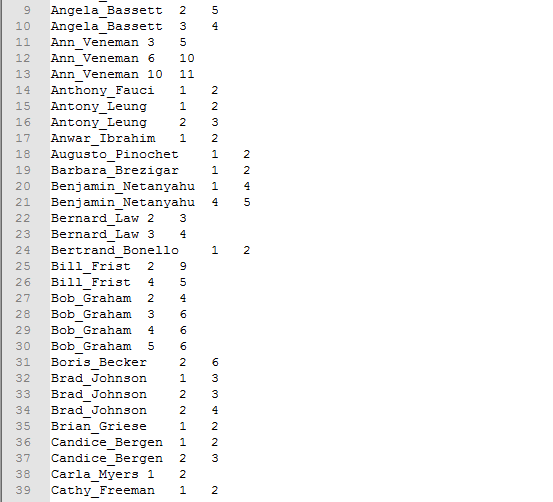 9 Angela_Bassett 2 5
10 Angela_Bassett 3 4
11 Ann_Veneman 3 5
12 Ann_Veneman 6 10
13 Ann_Veneman 10 11
14 Anthony_Fauci 1 2
15 Antony_Leung 1 2
16 Antony_Leung 2 3
17 Anwar_Ibrahim 1 2
18 Augusto_Pinochet 1 2
19 Barbara_Brezigar 1 2
20 Benjamin_Netanyahu 1 4
21 Benjamin_Netanyahu 4 5
22 Bernard_Law 2 3
23 Bernard_Law 3 4
24 Bertrand_Bonello 1 2
25 Bill_Frist 2 9
26 Bill_Frist 4 5
27 Bob_Graham 2 4
28 Bob_Graham 3 6
29 Bob_Graham 4 6
30 Bob_Graham 5 6
31 Boris_Becker 2 6
32 Brad_Johnson 1 3
33 Brad_Johnson 2 3
34 Brad_Johnson 2 4
35 Brian_Griese 1 2
36 Candice_Bergen 1 2
37 Candice_Bergen 2 3
38 Carla_Myers 1 2
39 Cathy_Freeman 1 2